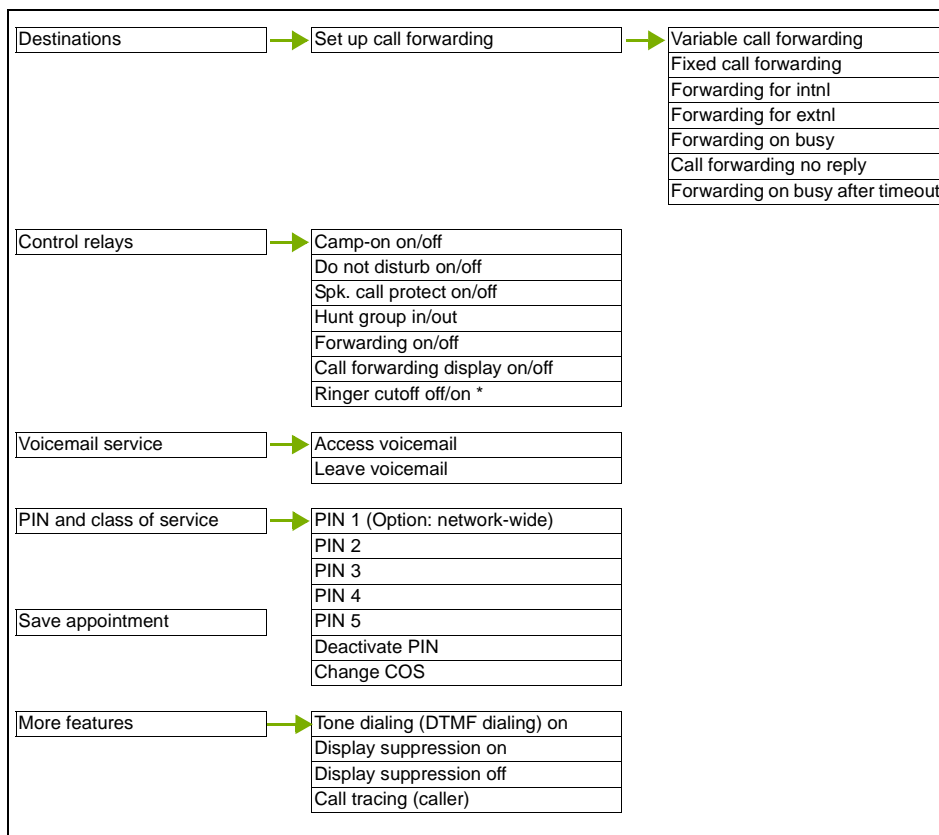 Destinations
Set up call forwarding
Variable call forwarding
Fixed call forwarding
Forwarding for intnl
Forwarding for extnl
Forwarding on busy
Call forwarding no reply
Forwarding on busy after timeout
Control relays
Camp-on on/off
Do not disturb on/off
Spk. call protect on/off
Hunt group in/out
Forwarding on/off
Call forwarding display on/off
Ringer cutoff off/on *
Voicemail service
Access voicemail
Leave voicemail
PIN and class of service
PIN 1 (Option: network-wide)
PIN 2
PIN 3
PIN 4
Save appointment
PIN 5
Deactivate PIN
Change COS
More features
Tone dialing (DTMF dialing) on
Display suppression on
Display suppression off
Call tracing (caller)